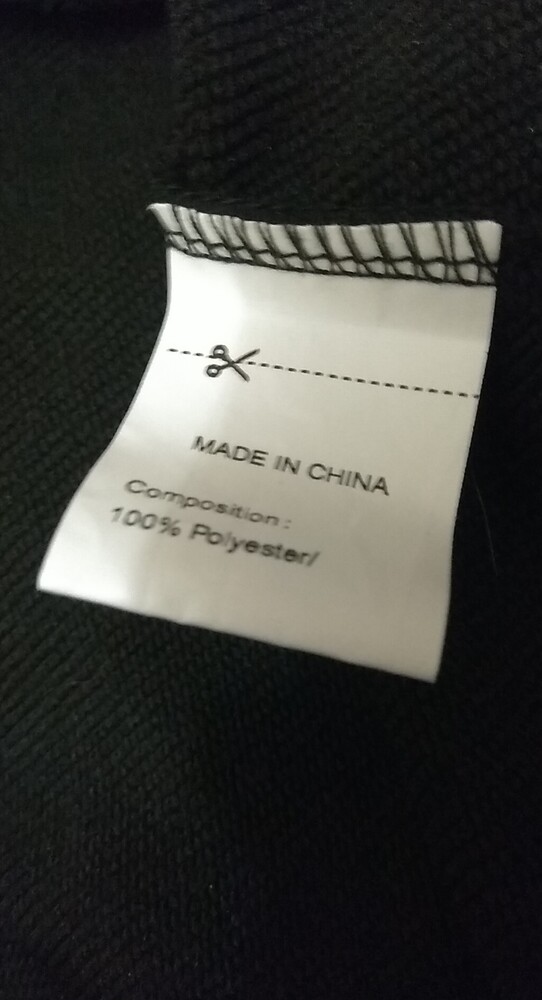 MADE IN CHINA
Composition :
100% Polyester/